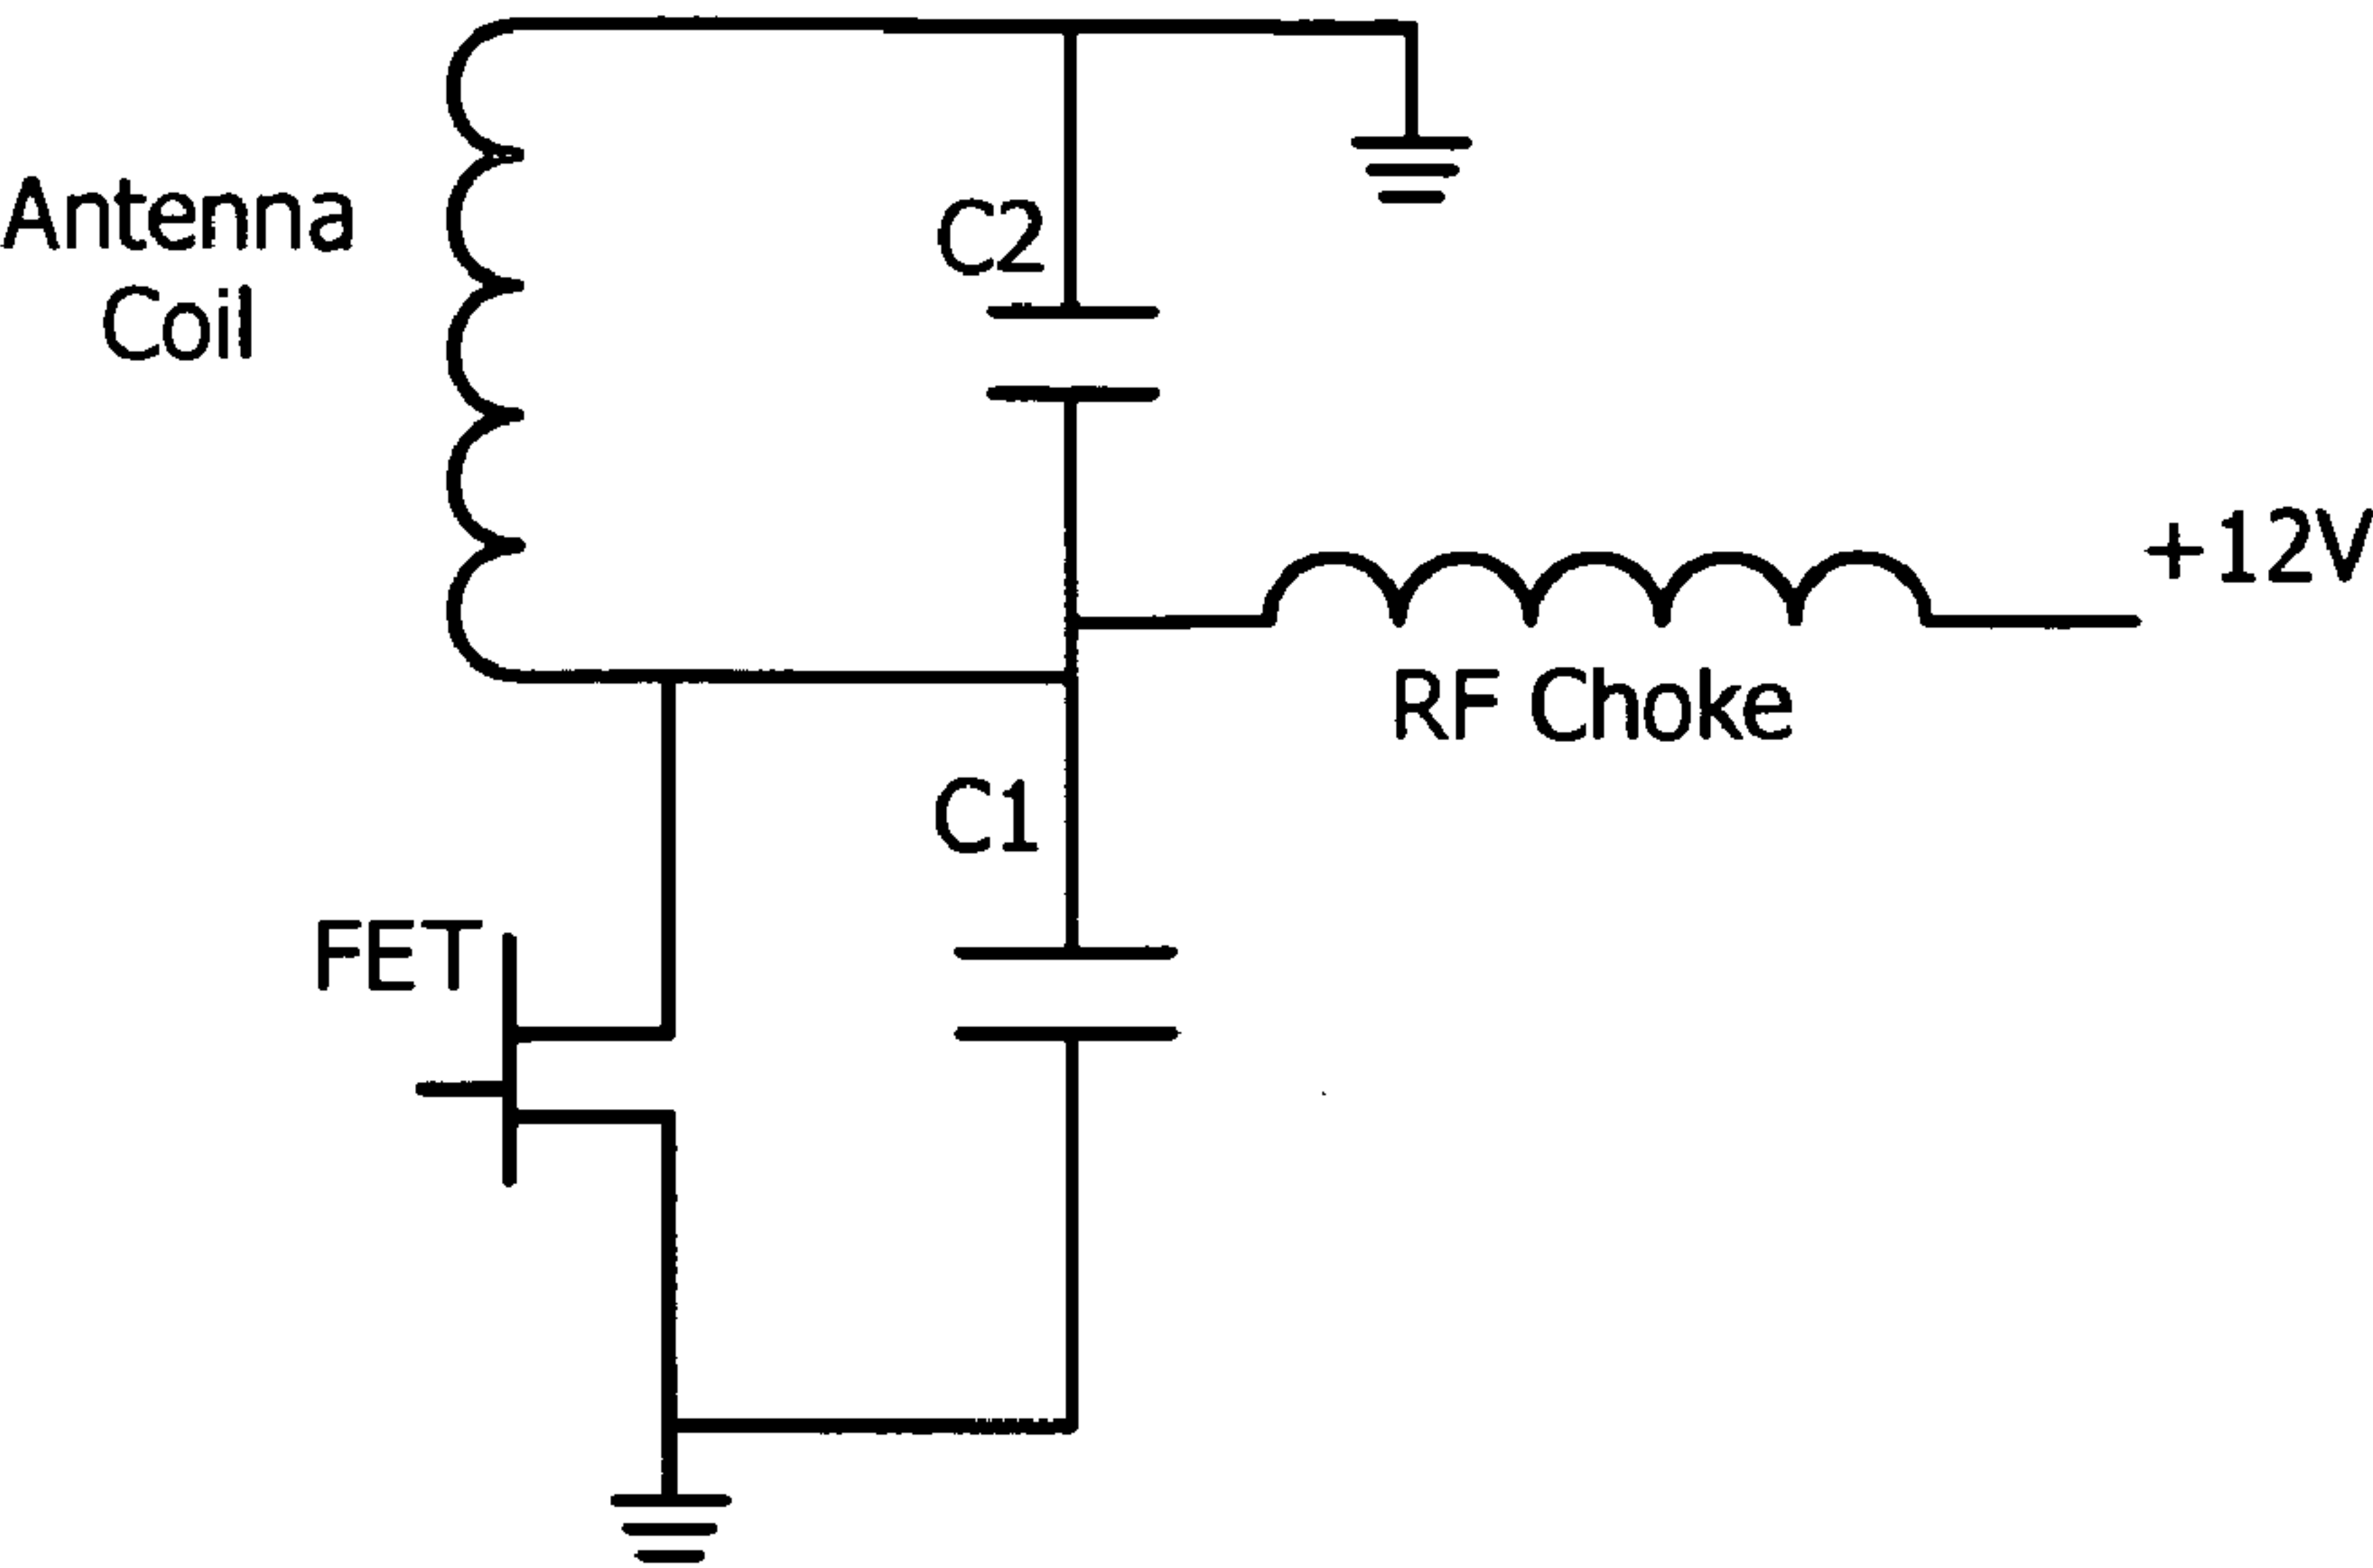 Antenna
Coil
C2
+12V
RF Choke
C1
FET